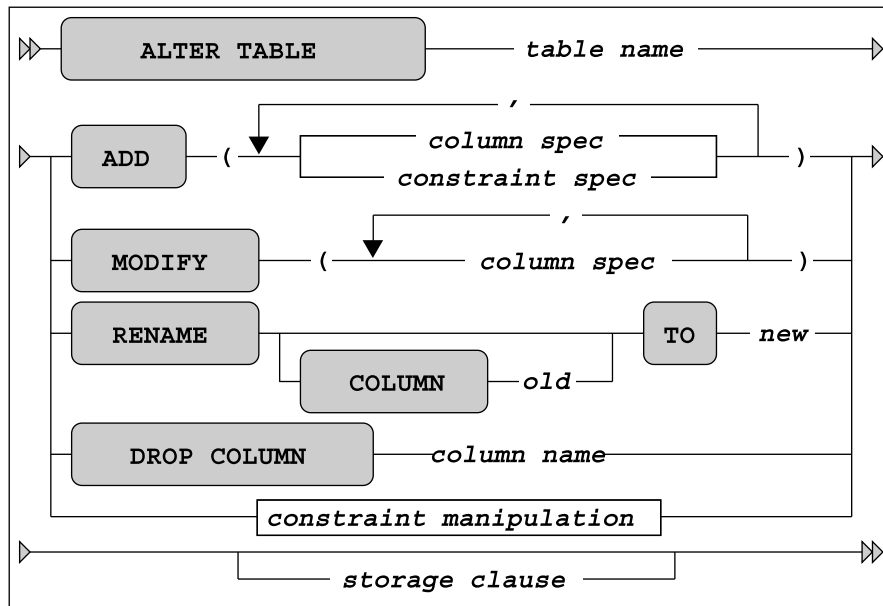 ALTER TABLE table name
,
column spec
ADD ( )
constraint spec
,
MODIFY ( column spec )
RENAME TO new
COLUMN old
DROP COLUMN column name
constraint manipulation
storage clause